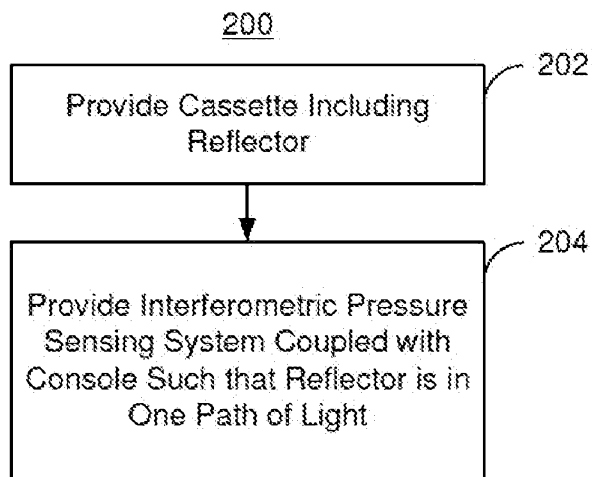 200
202
Provide Cassette Including
Reflector
204
Provide Interferometric Pressure
Sensing System Coupled with
Console Such that Reflector is in
One Path of Light